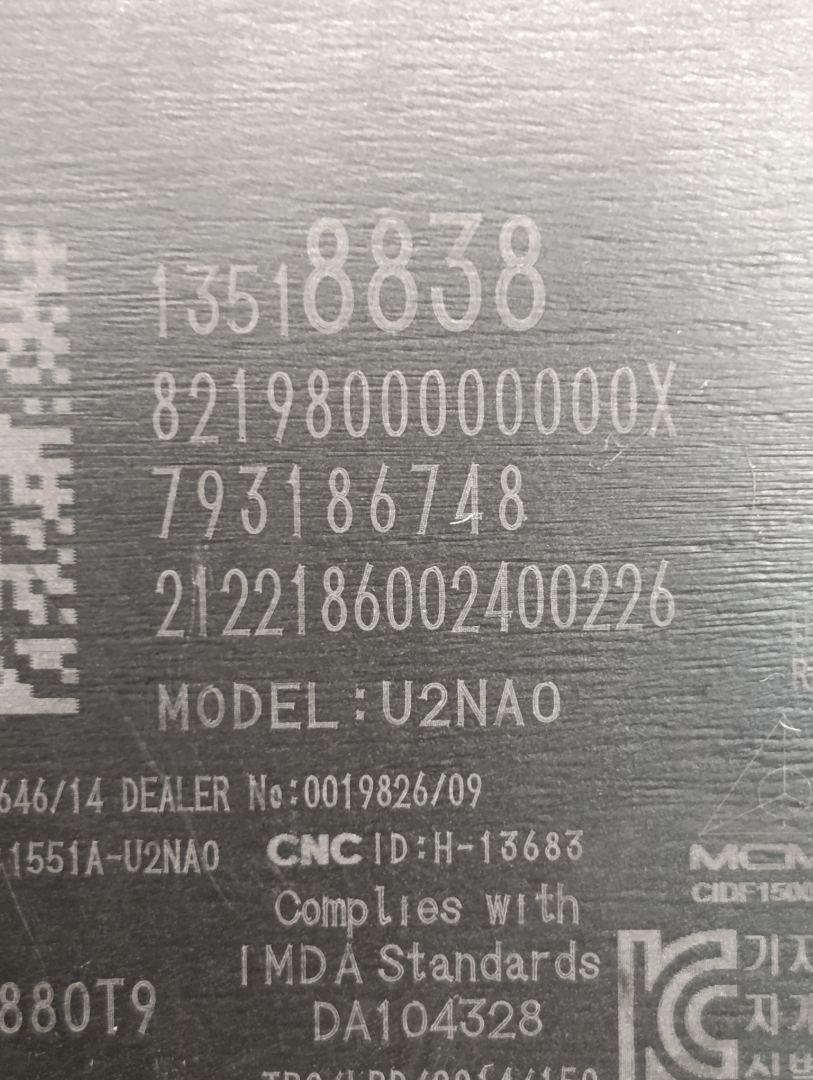 13518838
8219800000000X
793186748
2122186002400226
MODEL:U2NA0
646/14 DEALER No:0019826/09
1551A-U2NA0 CNC ID:H-13683
MCM
CIDF1500
Complies with
IMDA Standards
DA104328
880T9
기자
자기